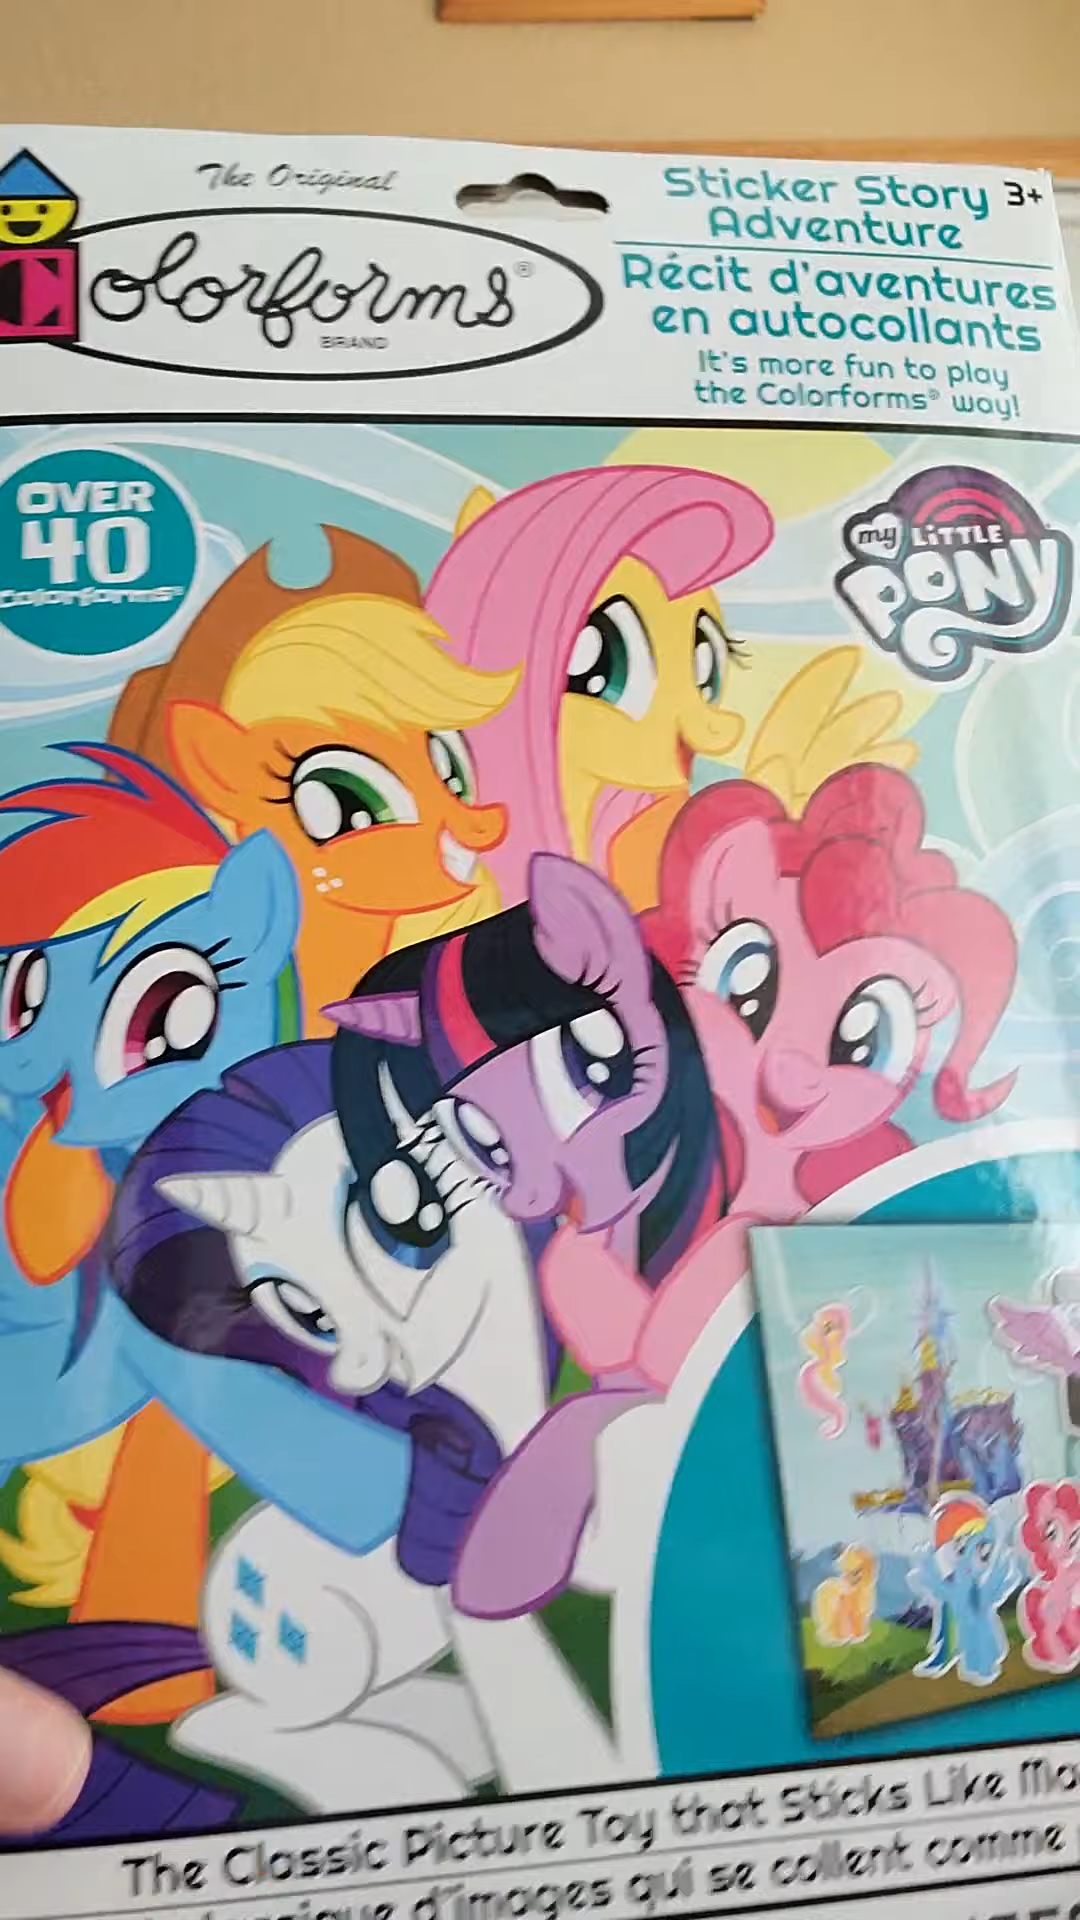 The Original
Colorforms®
BRAND
Sticker Story 3+
Adventure
Récit d'aventures
en autocollants
It's more fun to play
the Colorforms® way!
OVER
40
Colorforms®
my LiTTLE
PONY
The Classic Picture Toy that Sticks Like
d'images qui se collent comme